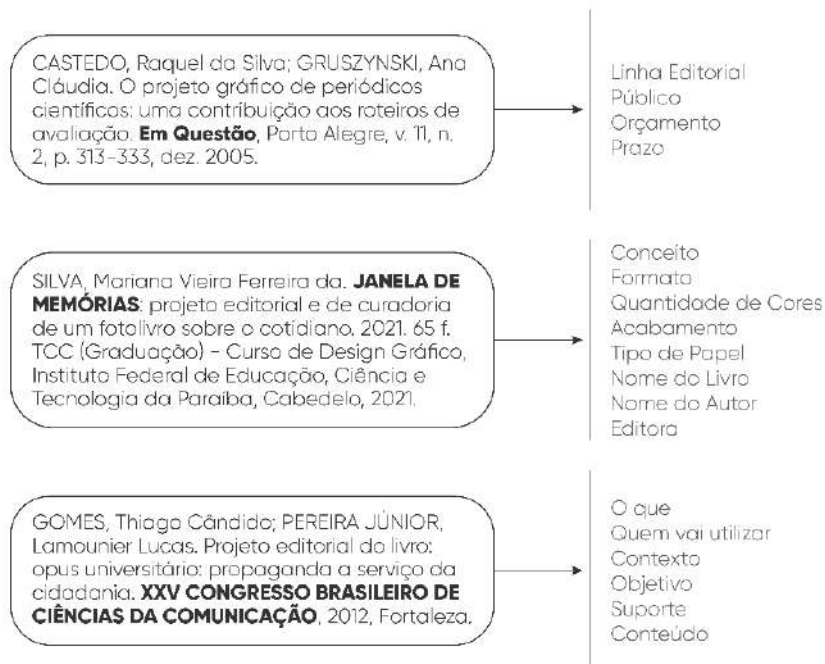 CASTEDO, Raquel da Silva; GRUSZYNSKI, Ana
Cláudia. O projeto gráfico de periódicos
científicos: uma contribuição aos roteiros de
avaliação. Em Questão, Porto Alegre, v. 11, n.
2, p. 313-333, dez. 2005.
Linha Editorial
Público
Orçamento
Prazo
SILVA, Mariana Vieira Ferreira da. JANELA DE
MEMÓRIAS: projeto editorial e de curadoria
de um fotolivro sobre o cotidiano. 2021. 65 f.
TCC (Graduação) - Curso de Design Gráfico,
Instituto Federal de Educação, Ciência e
Tecnologia da Paraíba, Cabedelo, 2021.
Conceito
Formato
Quantidade de Cores
Acabamento
Tipo de Papel
Nome do Livro
Nome do Autor
Editora
GOMES, Thiago Cândido; PEREIRA JÚNIOR,
Lamounier Lucas. Projeto editorial do livro:
opus universitário: propaganda a serviço da
cidadania. XXV CONGRESSO BRASILEIRO DE
CIÊNCIAS DA COMUNICAÇÃO, 2012, Fortaleza.
O que
Quem vai utilizar
Contexto
Objetivo
Suporte
Conteúdo